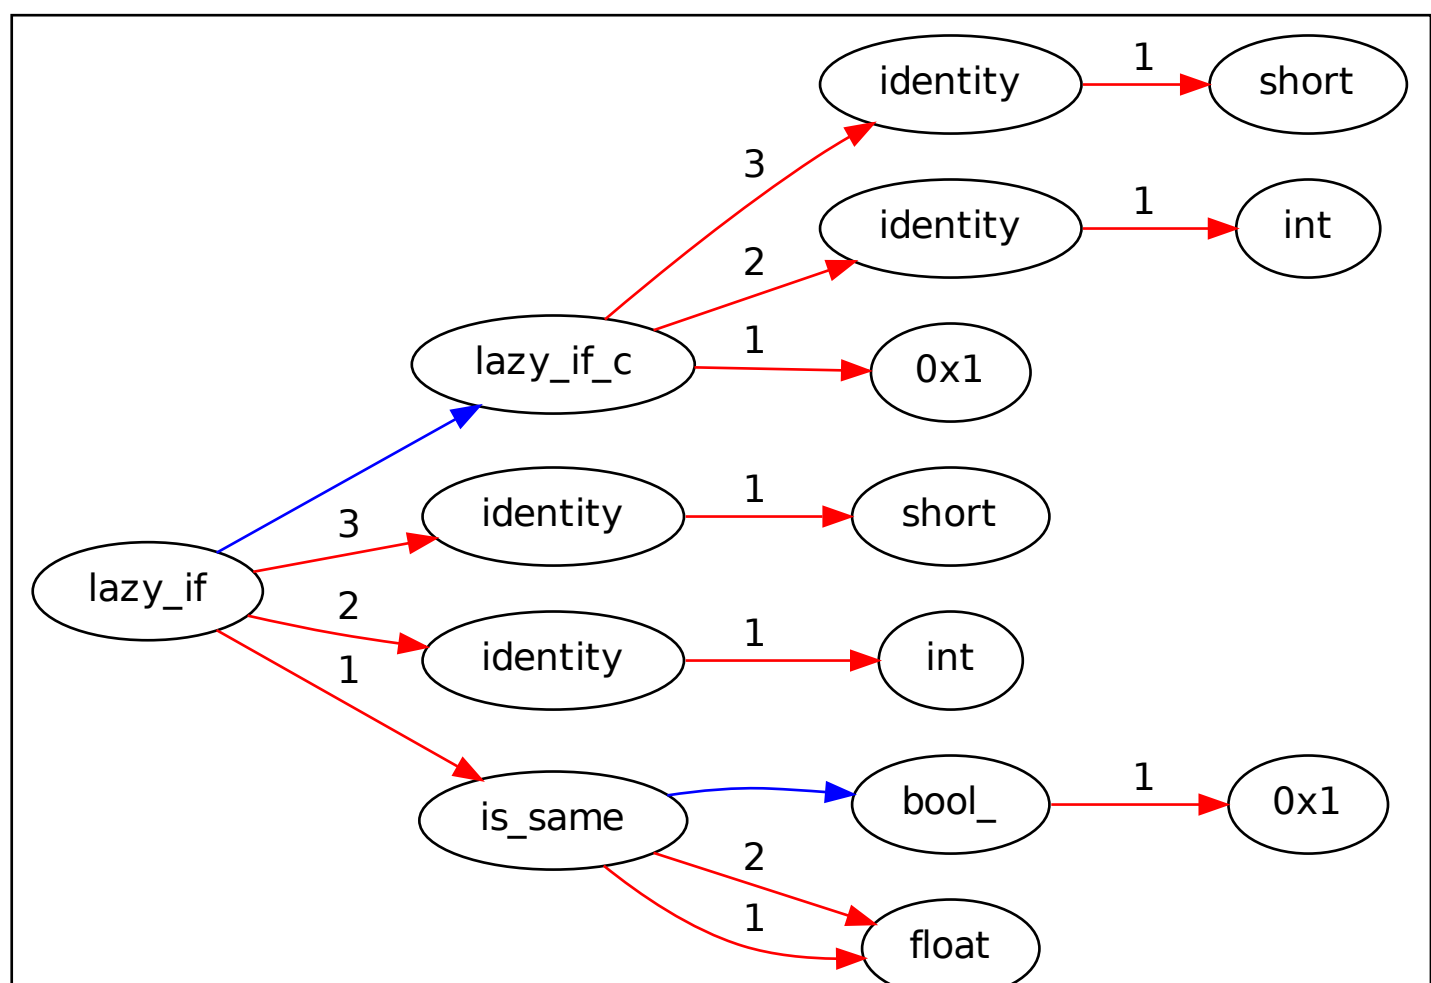 identity 1 short
3
identity 1 int
2
lazy_if_c 1 0x1
identity 1 short
3
lazy_if
2
identity 1 int
1
is_same bool_ 1 0x1
2
1
float